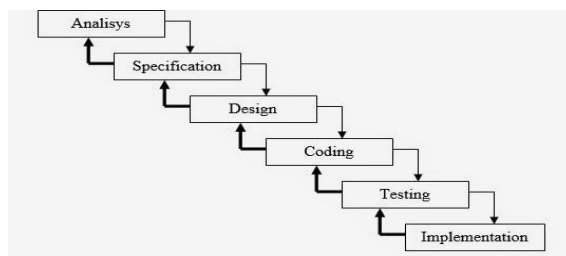 Analisys
Specification
Design
Coding
Testing
Implementation